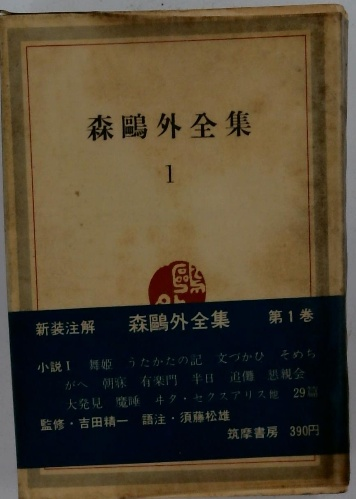 森鷗外全集
1
新装注解 森鷗外全集 第1巻
小説1 舞姫 うたかたの記 文づかひ そめち
がへ 朝寐 有楽門 半日 追儺 懇親会
大発見 魔睡 ヰタ・セクスアリス他 29篇
監修・吉田精一 語注・須藤松雄
筑摩書房 390円